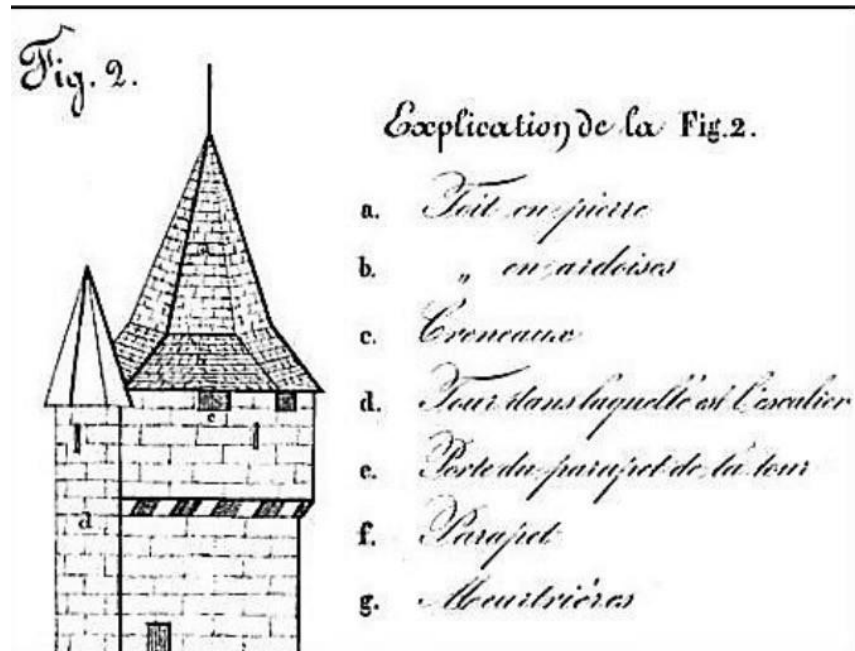 Fig. 2.
Explication de la Fig. 2.
a. Toit en pierre
b. „ en ardoises
c. Creneaux
d. Tour dans laquelle est l'escalier
e. Porte du parapet de la tour
f. Parapet
g. Meurtrières
a
b
c
d